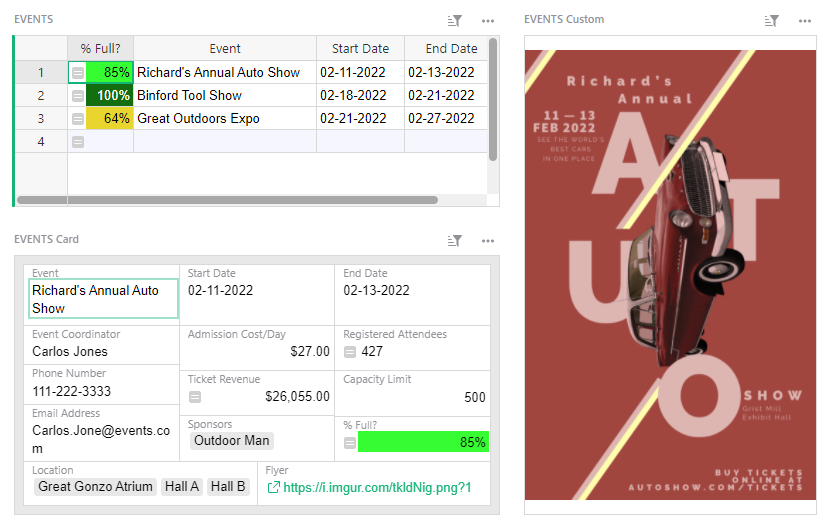 EVENTS
% Full?
Event
Start Date
End Date
1
85%
Richard's Annual Auto Show
02-11-2022
02-13-2022
2
100%
Binford Tool Show
02-18-2022
02-21-2022
3
64%
Great Outdoors Expo
02-21-2022
02-27-2022
4
EVENTS Card
Event
Richard's Annual Auto
Show
Start Date
02-11-2022
End Date
02-13-2022
Event Coordinator
Carlos Jones
Admission Cost/Day
$27.00
Registered Attendees
427
Phone Number
111-222-3333
Ticket Revenue
$26,055.00
Capacity Limit
500
Email Address
Carlos.Jone@events.co
m
Sponsors
Outdoor Man
% Full?
85%
Location
Great Gonzo Atrium Hall A Hall B
Flyer
https://i.imgur.com/tkldNig.png?1
EVENTS Custom
Richard's
Annual
11 — 13
FEB 2022
SEE THE WORLD'S
BEST CARS
IN ONE PLACE
AUTO
SHOW
Grist Mill
Exhibit Hall
BUY TICKETS
ONLINE AT
AUTOSHOW.COM/TICKETS